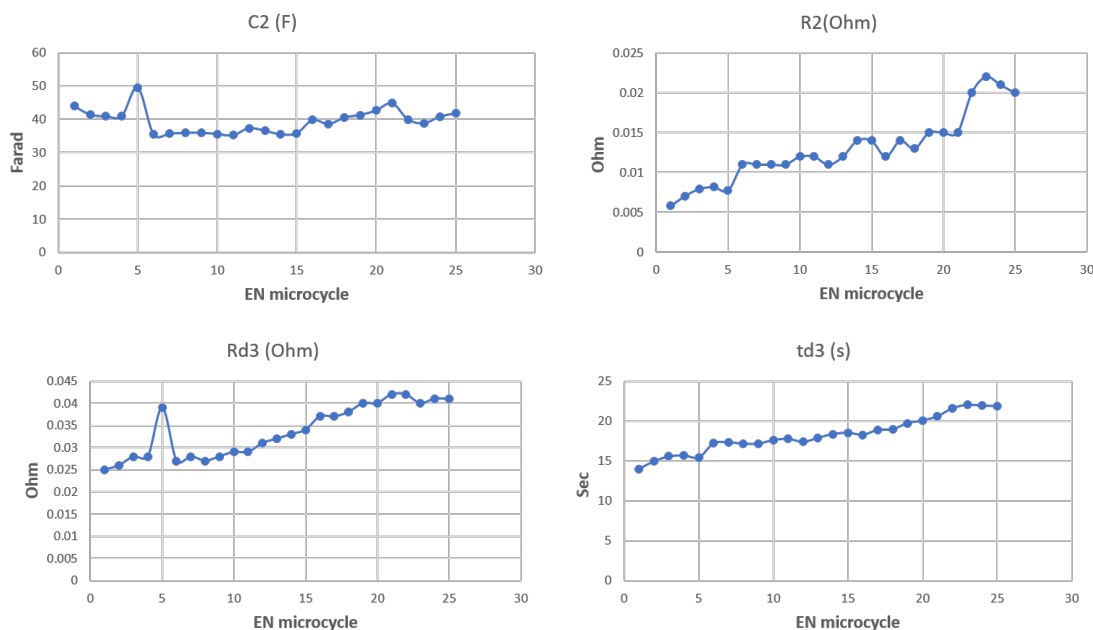 C2 (F)
60
50
40
30
20
10
0
Farad
0 5 10 15 20 25 30
EN microcycle
R2(Ohm)
0.025
0.02
0.015
0.01
0.005
0
Ohm
0 5 10 15 20 25 30
EN microcycle
Rd3 (Ohm)
0.045
0.04
0.035
0.03
0.025
0.02
0.015
0.01
0.005
0
Ohm
0 5 10 15 20 25 30
EN microcycle
td3 (s)
25
20
15
10
5
0
Sec
0 5 10 15 20 25 30
EN microcycle